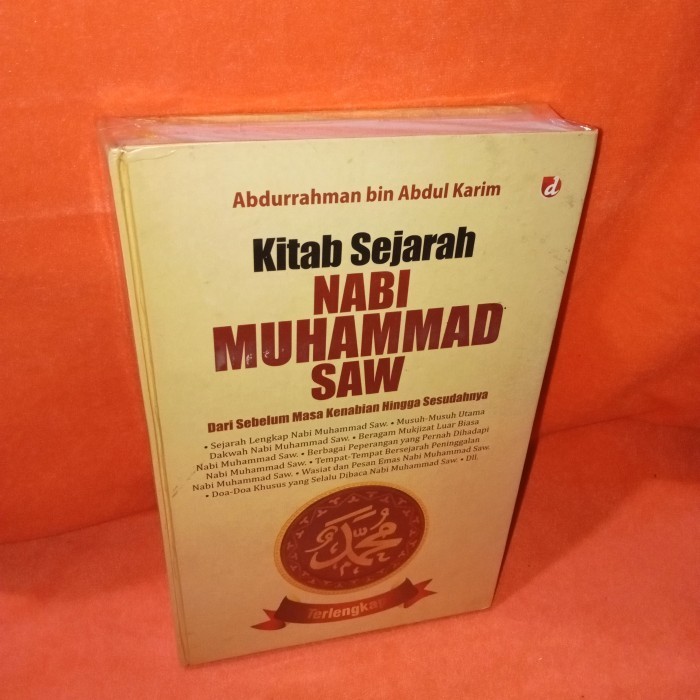 Abdurrahman bin Abdul Karim
d
Kitab Sejarah
NABI
MUHAMMAD
SAW
Dari Sebelum Masa Kenabian Hingga Sesudahnya
• Sejarah Lengkap Nabi Muhammad Saw. • Musuh-Musuh Utama
Dakwah Nabi Muhammad Saw. • Beragam Mukjizat Luar Biasa
Nabi Muhammad Saw. • Berbagai Peperangan yang Pernah Dihadapi
Nabi Muhammad Saw. • Tempat-Tempat Bersejarah Peninggalan
Nabi Muhammad Saw. • Wasiat dan Pesan Emas Nabi Muhammad Saw.
• Doa-Doa Khusus yang Selalu Dibaca Nabi Muhammad Saw. • Dll.
محمد
Terlengkap